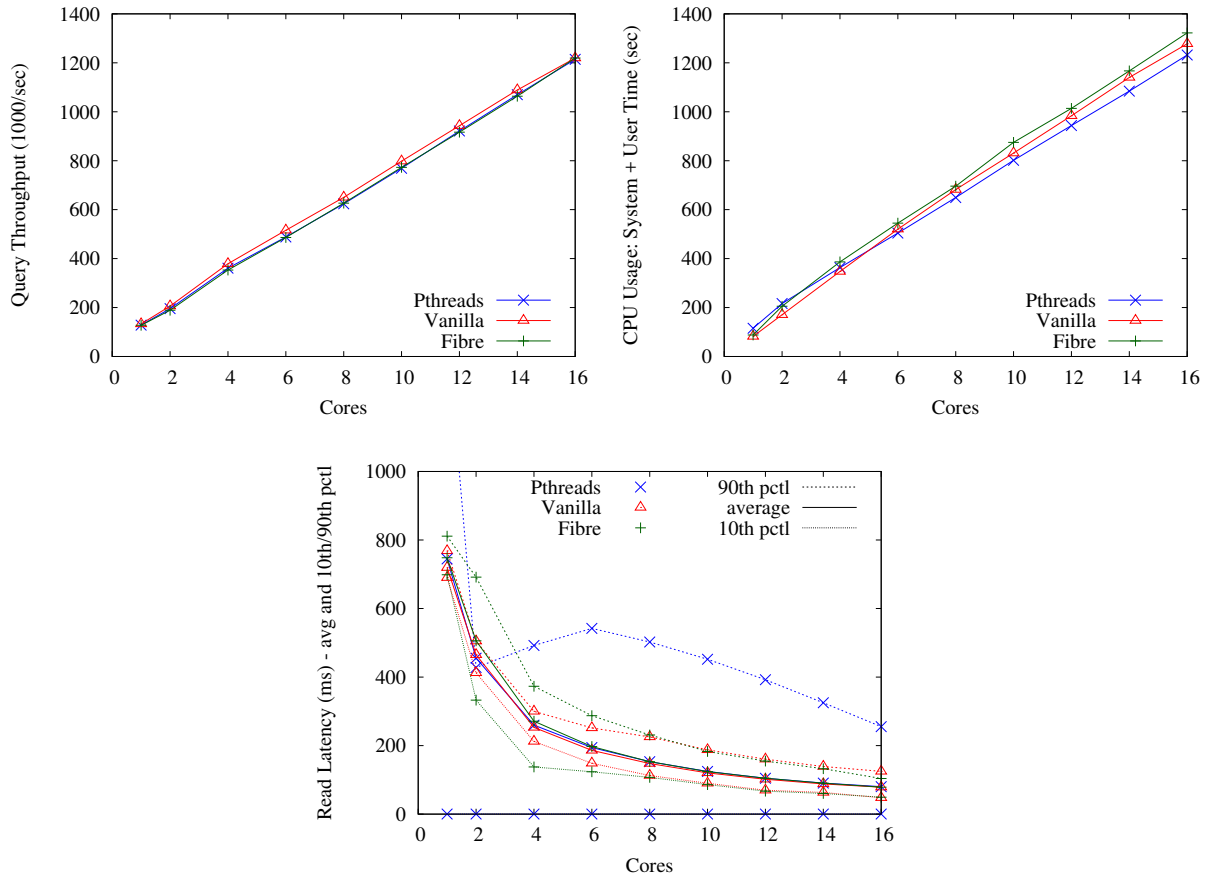 Query Throughput (1000/sec)
1400
1200
1000
800
600
400
200
0
0 2 4 6 8 10 12 14 16
Cores
Pthreads
Vanilla
Fibre
CPU Usage: System + User Time (sec)
1400
1200
1000
800
600
400
200
0
0 2 4 6 8 10 12 14 16
Cores
Pthreads
Vanilla
Fibre
Read Latency (ms) - avg and 10th/90th pctl
1000
800
600
400
200
0
0 2 4 6 8 10 12 14 16
Cores
Pthreads 90th pctl
Vanilla average
Fibre 10th pctl